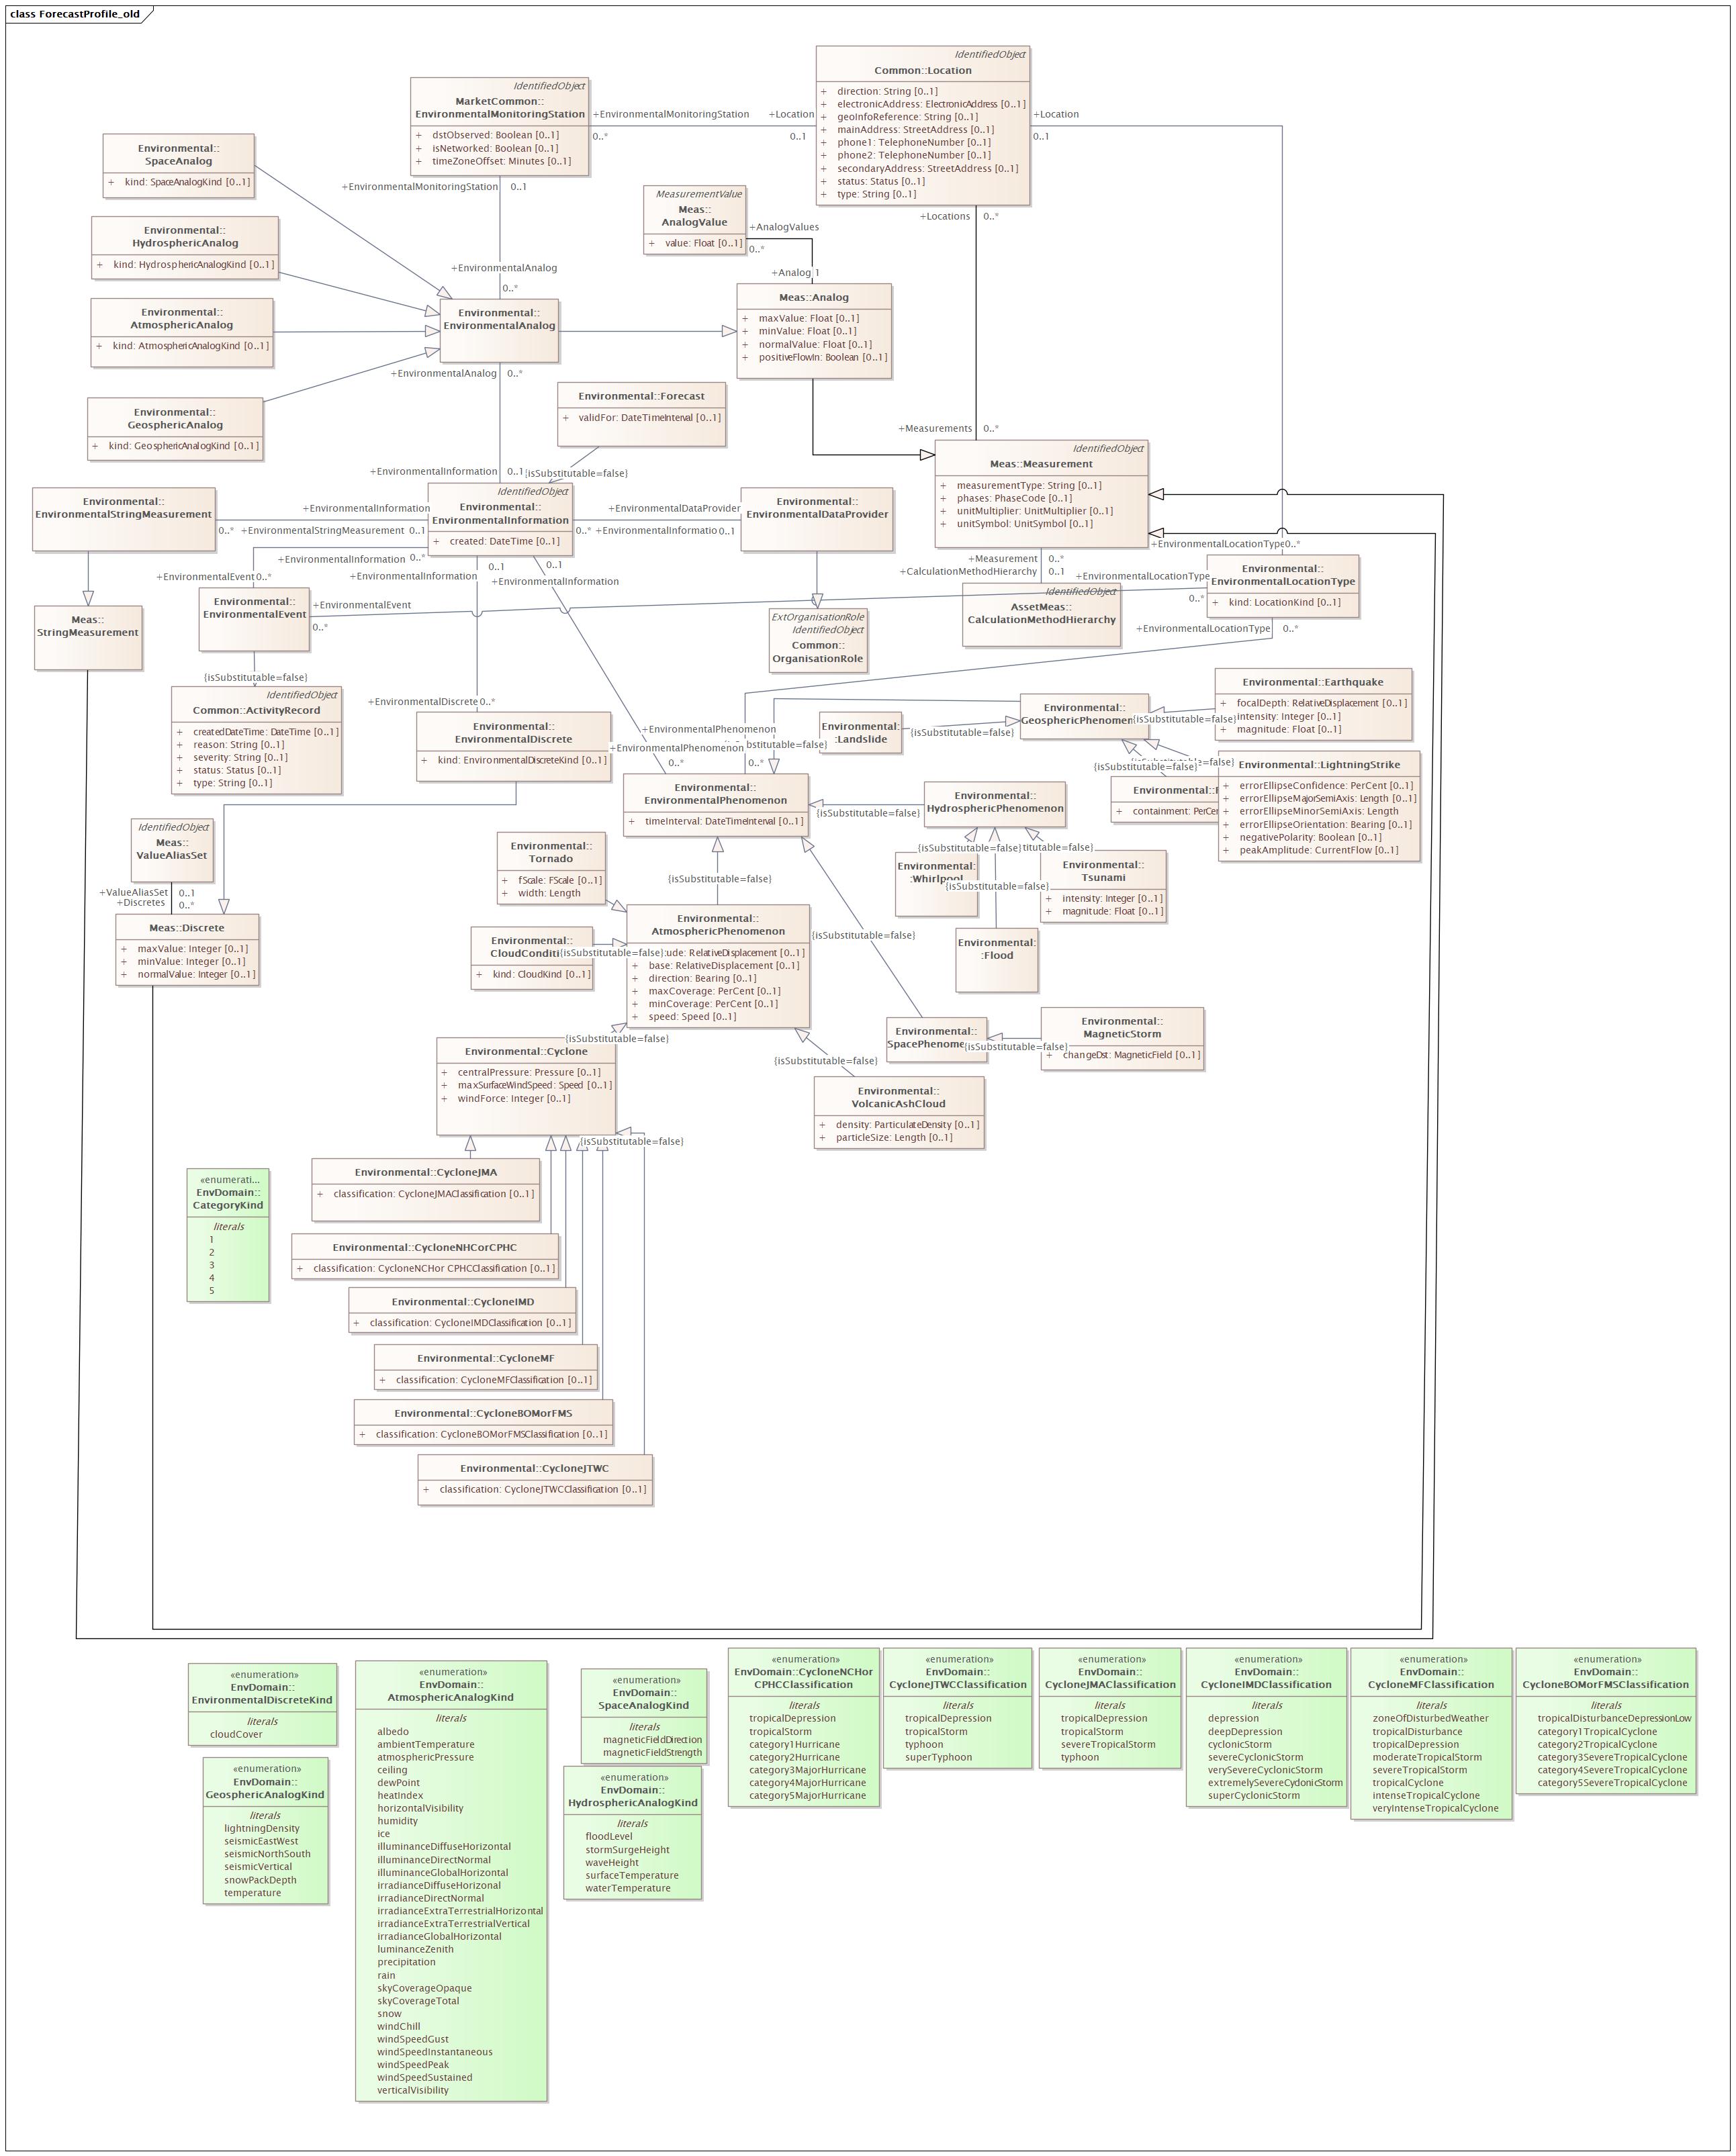 class ForecastProfile_old
IdentifiedObject
Common::Location
+ direction: String [0..1]
+ electronicAddress: ElectronicAddress [0..1]
+ geoInfoReference: String [0..1]
+ mainAddress: StreetAddress [0..1]
+ phone1: TelephoneNumber [0..1]
+ phone2: TelephoneNumber [0..1]
+ secondaryAddress: StreetAddress [0..1]
+ status: Status [0..1]
+ type: String [0..1]
IdentifiedObject
MarketCommon::
EnvironmentalMonitoringStation
+ dstObserved: Boolean [0..1]
+ isNetworked: Boolean [0..1]
+ timeZoneOffset: Minutes [0..1]
+EnvironmentalMonitoringStation
0..*
+Location
0..1
+Location
0..1
Environmental::
SpaceAnalog
+ kind: SpaceAnalogKind [0..1]
+EnvironmentalMonitoringStation 0..1
MeasurementValue
Meas::
AnalogValue
+ value: Float [0..1]
+AnalogValues
0..*
+Locations 0..*
Environmental::
HydrosphericAnalog
+ kind: HydrosphericAnalogKind [0..1]
+EnvironmentalAnalog
0..*
+Analog 1
Environmental::
AtmosphericAnalog
+ kind: AtmosphericAnalogKind [0..1]
Environmental::
EnvironmentalAnalog
Meas::Analog
+ maxValue: Float [0..1]
+ minValue: Float [0..1]
+ normalValue: Float [0..1]
+ positiveFlowIn: Boolean [0..1]
+EnvironmentalAnalog 0..*
Environmental::
GeosphericAnalog
+ kind: GeosphericAnalogKind [0..1]
Environmental::Forecast
+ validFor: DateTimeInterval [0..1]
+Measurements 0..*
+EnvironmentalInformation 0..1
{isSubstitutable=false}
IdentifiedObject
Meas::Measurement
+ measurementType: String [0..1]
+ phases: PhaseCode [0..1]
+ unitMultiplier: UnitMultiplier [0..1]
+ unitSymbol: UnitSymbol [0..1]
Environmental::
EnvironmentalStringMeasurement
IdentifiedObject
Environmental::
EnvironmentalInformation
+ created: DateTime [0..1]
Environmental::
EnvironmentalDataProvider
+EnvironmentalInformation
0..* +EnvironmentalStringMeasurement 0..1
+EnvironmentalDataProvider
0..* +EnvironmentalInformatio 0..1
+EnvironmentalInformation 0..*
+EnvironmentalEvent 0..*
+EnvironmentalInformation
0..1
0..1
+EnvironmentalInformation
+EnvironmentalLocationType 0..*
+Measurement 0..*
+CalculationMethodHierarchy 0..1
+EnvironmentalLocationType
0..*
Environmental::
EnvironmentalLocationType
+ kind: LocationKind [0..1]
+EnvironmentalLocationType 0..*
IdentifiedObject
AssetMeas::
CalculationMethodHierarchy
Meas::
StringMeasurement
Environmental::
EnvironmentalEvent
+EnvironmentalEvent
0..*
ExtOrganisationRole
IdentifiedObject
Common::
OrganisationRole
{isSubstitutable=false}
IdentifiedObject
Common::ActivityRecord
+ createdDateTime: DateTime [0..1]
+ reason: String [0..1]
+ severity: String [0..1]
+ status: Status [0..1]
+ type: String [0..1]
+EnvironmentalDiscrete 0..*
Environmental::
EnvironmentalDiscrete
+ kind: EnvironmentalDiscreteKind [0..1]
+EnvironmentalPhenomenon
+EnvironmentalPhenomenon
bstitutable=false}
0..*
0..*
Environmental:
:Landslide
{isSubstitutable=false}
Environmental::
GeosphericPhenomen
{isSubstitutable=false}
Environmental::Earthquake
+ focalDepth: RelativeDisplacement [0..1]
intensity: Integer [0..1]
+ magnitude: Float [0..1]
{isSubstitutable=false}
Environmental::F
+ containment: PerCe
Environmental::LightningStrike
+ errorEllipseConfidence: PerCent [0..1]
+ errorEllipseMajorSemiAxis: Length [0..1]
+ errorEllipseMinorSemiAxis: Length
+ errorEllipseOrientation: Bearing [0..1]
+ negativePolarity: Boolean [0..1]
+ peakAmplitude: CurrentFlow [0..1]
Environmental::
EnvironmentalPhenomenon
+ timeInterval: DateTimeInterval [0..1]
{isSubstitutable=false}
Environmental::
HydrosphericPhenomenon
IdentifiedObject
Meas::
ValueAliasSet
+ValueAliasSet 0..1
+Discretes 0..*
Meas::Discrete
+ maxValue: Integer [0..1]
+ minValue: Integer [0..1]
+ normalValue: Integer [0..1]
Environmental::
Tornado
+ fScale: FScale [0..1]
+ width: Length
{isSubstitutable=false}
{isSubstitutable=false}
titutable=false}
Environmental:
:Whirlpool
{isSubstitutable=false}
Environmental::
Tsunami
+ intensity: Integer [0..1]
+ magnitude: Float [0..1]
Environmental:
:Flood
Environmental::
CloudConditi
+ kind: CloudKind [0..1]
{isSubstitutable=false}
Environmental::
AtmosphericPhenomenon
ude: RelativeDisplacement [0..1]
+ base: RelativeDisplacement [0..1]
+ direction: Bearing [0..1]
+ maxCoverage: PerCent [0..1]
+ minCoverage: PerCent [0..1]
+ speed: Speed [0..1]
{isSubstitutable=false}
Environmental::
SpacePhenome
{isSubstitutable=false}
Environmental::
MagneticStorm
+ changeDst: MagneticField [0..1]
{isSubstitutable=false}
Environmental::Cyclone
+ centralPressure: Pressure [0..1]
+ maxSurfaceWindSpeed: Speed [0..1]
+ windForce: Integer [0..1]
{isSubstitutable=false}
Environmental::
VolcanicAshCloud
+ density: ParticulateDensity [0..1]
+ particleSize: Length [0..1]
{isSubstitutable=false}
Environmental::CycloneJMA
+ classification: CycloneJMAClassification [0..1]
«enumerati...
EnvDomain::
CategoryKind
literals
1
2
3
4
5
Environmental::CycloneNHCorCPHC
+ classification: CycloneNCHor CPHCClassification [0..1]
Environmental::CycloneIMD
+ classification: CycloneIMDClassification [0..1]
Environmental::CycloneMF
+ classification: CycloneMFClassification [0..1]
Environmental::CycloneBOMorFMS
+ classification: CycloneBOMorFMSClassification [0..1]
Environmental::CycloneJTWC
+ classification: CycloneJTWCClassification [0..1]
«enumeration»
EnvDomain::
EnvironmentalDiscreteKind
literals
cloudCover
«enumeration»
EnvDomain::
GeosphericAnalogKind
literals
lightningDensity
seismicEastWest
seismicNorthSouth
seismicVertical
snowPackDepth
temperature
«enumeration»
EnvDomain::
AtmosphericAnalogKind
literals
albedo
ambientTemperature
atmosphericPressure
ceiling
dewPoint
heatIndex
horizontalVisibility
humidity
ice
illuminanceDiffuseHorizontal
illuminanceDirectNormal
illuminanceGlobalHorizontal
irradianceDiffuseHorizonal
irradianceDirectNormal
irradianceExtraTerrestrialHorizontal
irradianceExtraTerrestrialVertical
irradianceGlobalHorizontal
luminanceZenith
precipitation
rain
skyCoverageOpaque
skyCoverageTotal
snow
windChill
windSpeedGust
windSpeedInstantaneous
windSpeedPeak
windSpeedSustained
verticalVisibility
«enumeration»
EnvDomain::
SpaceAnalogKind
literals
magneticFieldDirection
magneticFieldStrength
«enumeration»
EnvDomain::
HydrosphericAnalogKind
literals
floodLevel
stormSurgeHeight
waveHeight
surfaceTemperature
waterTemperature
«enumeration»
EnvDomain::CycloneNCHor
CPHCClassification
literals
tropicalDepression
tropicalStorm
category1Hurricane
category2Hurricane
category3MajorHurricane
category4MajorHurricane
category5MajorHurricane
«enumeration»
EnvDomain::
CycloneJTWCClassification
literals
tropicalDepression
tropicalStorm
typhoon
superTyphoon
«enumeration»
EnvDomain::
CycloneJMAClassification
literals
tropicalDepression
tropicalStorm
severeTropicalStorm
typhoon
«enumeration»
EnvDomain::
CycloneIMDClassification
literals
depression
deepDepression
cyclonicStorm
severeCyclonicStorm
verySevereCyclonicStorm
extremelySevereCyclonicStorm
superCyclonicStorm
«enumeration»
EnvDomain::
CycloneMFClassification
literals
zoneOfDisturbedWeather
tropicalDisturbance
tropicalDepression
moderateTropicalStorm
severeTropicalStorm
tropicalCyclone
intenseTropicalCyclone
veryIntenseTropicalCyclone
«enumeration»
EnvDomain::
CycloneBOMorFMSClassification
literals
tropicalDisturbanceDepressionLow
category1TropicalCyclone
category2TropicalCyclone
category3SevereTropicalCyclone
category4SevereTropicalCyclone
category5SevereTropicalCyclone